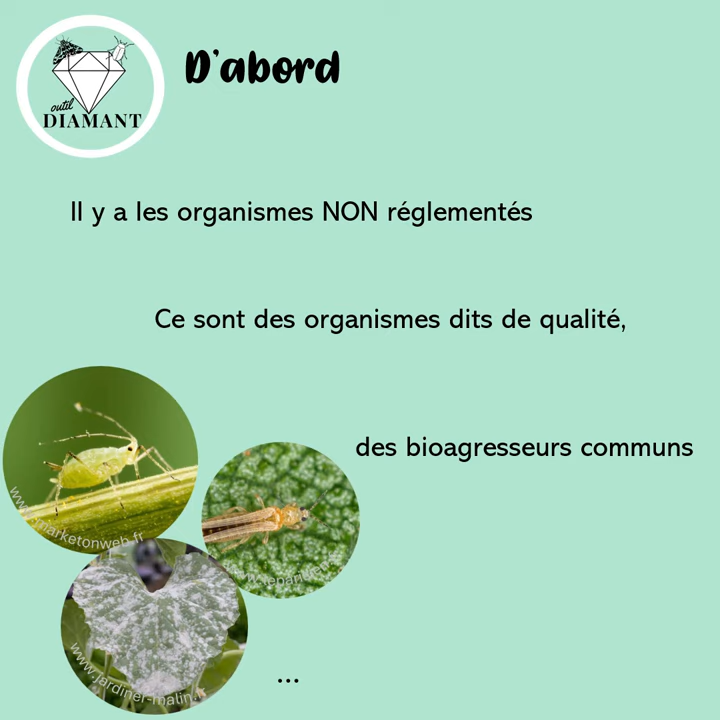 outil
DIAMANT
D'abord
Il y a les organismes NON réglementés
Ce sont des organismes dits de qualité,
des bioagresseurs communs
www.marketonweb.fr
www.jardiner-malin.fr
...